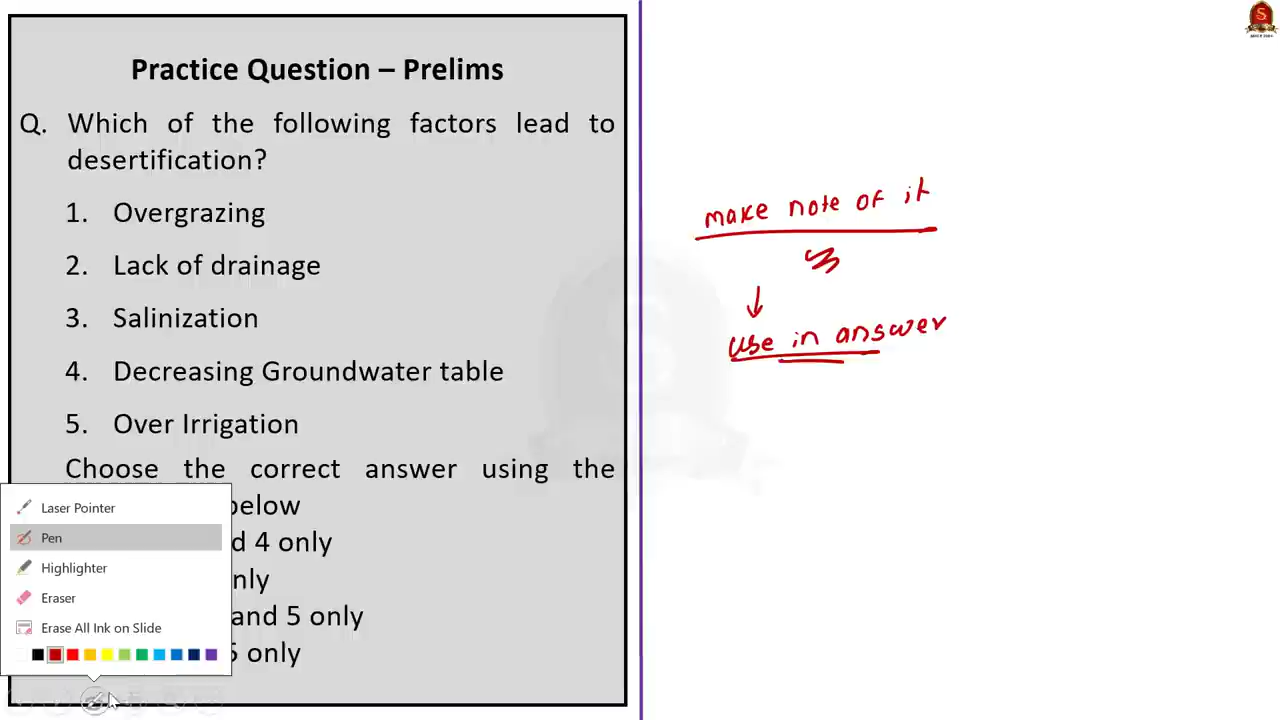 Practice Question – Prelims
Q. Which of the following factors lead to
desertification?
1. Overgrazing
2. Lack of drainage
3. Salinization
4. Decreasing Groundwater table
5. Over Irrigation
Choose the correct answer using the
below
d 4 only
nly
and 5 only
only
Laser Pointer
Pen
Highlighter
Eraser
Erase All Ink on Slide
make note of it
use in answer
S